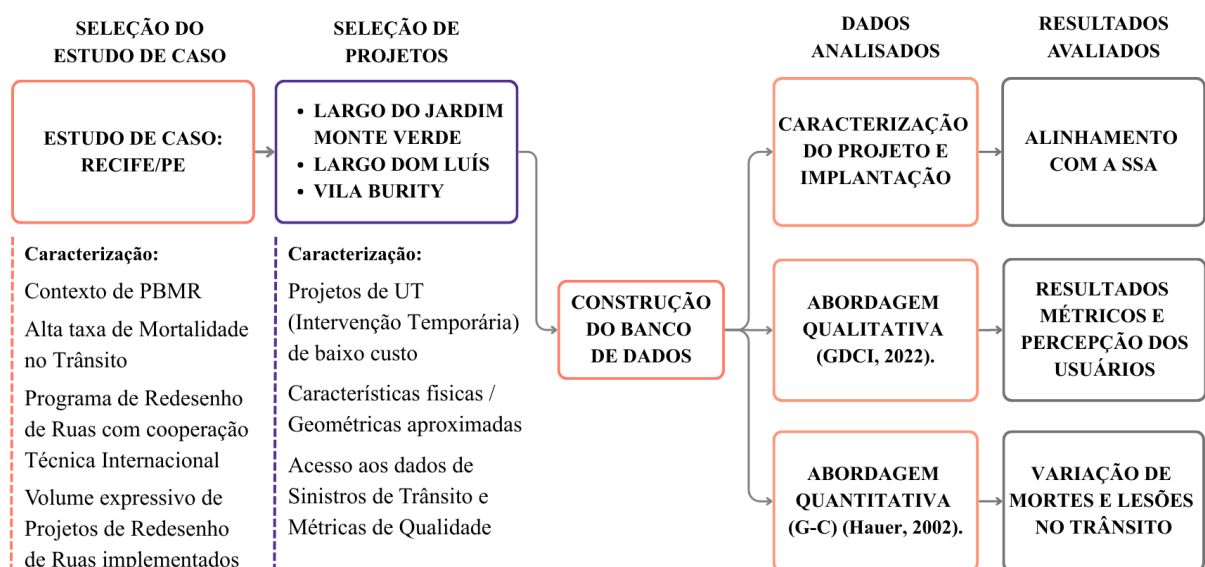 SELEÇÃO DO
ESTUDO DE CASO
ESTUDO DE CASO:
RECIFE/PE
Caracterização:
Contexto de PBMR
Alta taxa de Mortalidade
no Trânsito
Programa de Redesenho
de Ruas com cooperação
Técnica Internacional
Volume expressivo de
Projetos de Redesenho
de Ruas implementados
SELEÇÃO DE
PROJETOS
• LARGO DO JARDIM
MONTE VERDE
• LARGO DOM LUÍS
• VILA BURITY
Caracterização:
Projetos de UT
(Intervenção Temporária)
de baixo custo
Características fisicas /
Geométricas aproximadas
Acesso aos dados de
Sinistros de Trânsito e
Métricas de Qualidade
CONSTRUÇÃO
DO BANCO
DE DADOS
DADOS
ANALISADOS
CARACTERIZAÇÃO
DO PROJETO E
IMPLANTAÇÃO
ABORDAGEM
QUALITATIVA
(GDCI, 2022).
ABORDAGEM
QUANTITATIVA
(G-C) (Hauer, 2002).
RESULTADOS
AVALIADOS
ALINHAMENTO
COM A SSA
RESULTADOS
MÉTRICOS E
PERCEPÇÃO DOS
USUÁRIOS
VARIAÇÃO DE
MORTES E LESÕES
NO TRÂNSITO